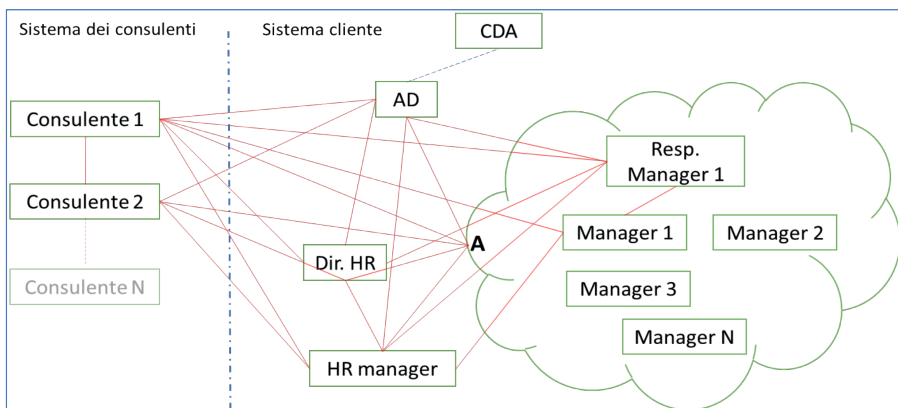 Sistema dei consulenti
Sistema cliente
CDA
AD
Consulente 1
Resp.
Manager 1
Consulente 2
Manager 1
Manager 2
A
Dir. HR
Consulente N
Manager 3
Manager N
HR manager